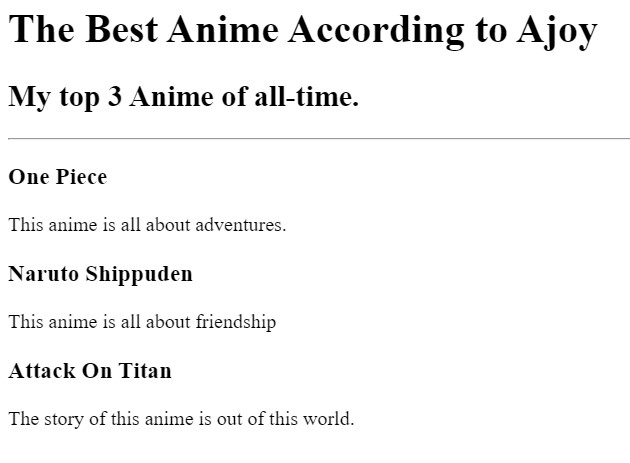 The Best Anime According to Ajoy
My top 3 Anime of all-time.
One Piece
This anime is all about adventures.
Naruto Shippuden
This anime is all about friendship
Attack On Titan
The story of this anime is out of this world.